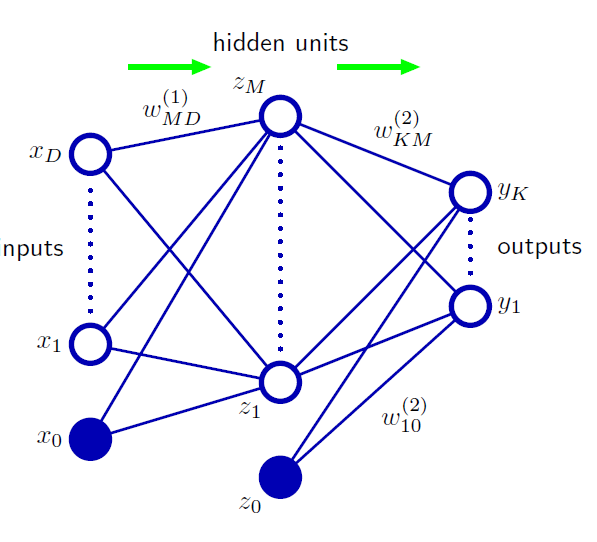 hidden units
z_M
w_{MD}^{(1)}
w_{KM}^{(2)}
x_D
y_K
inputs
outputs
y_1
x_1
z_1
w_{10}^{(2)}
x_0
z_0